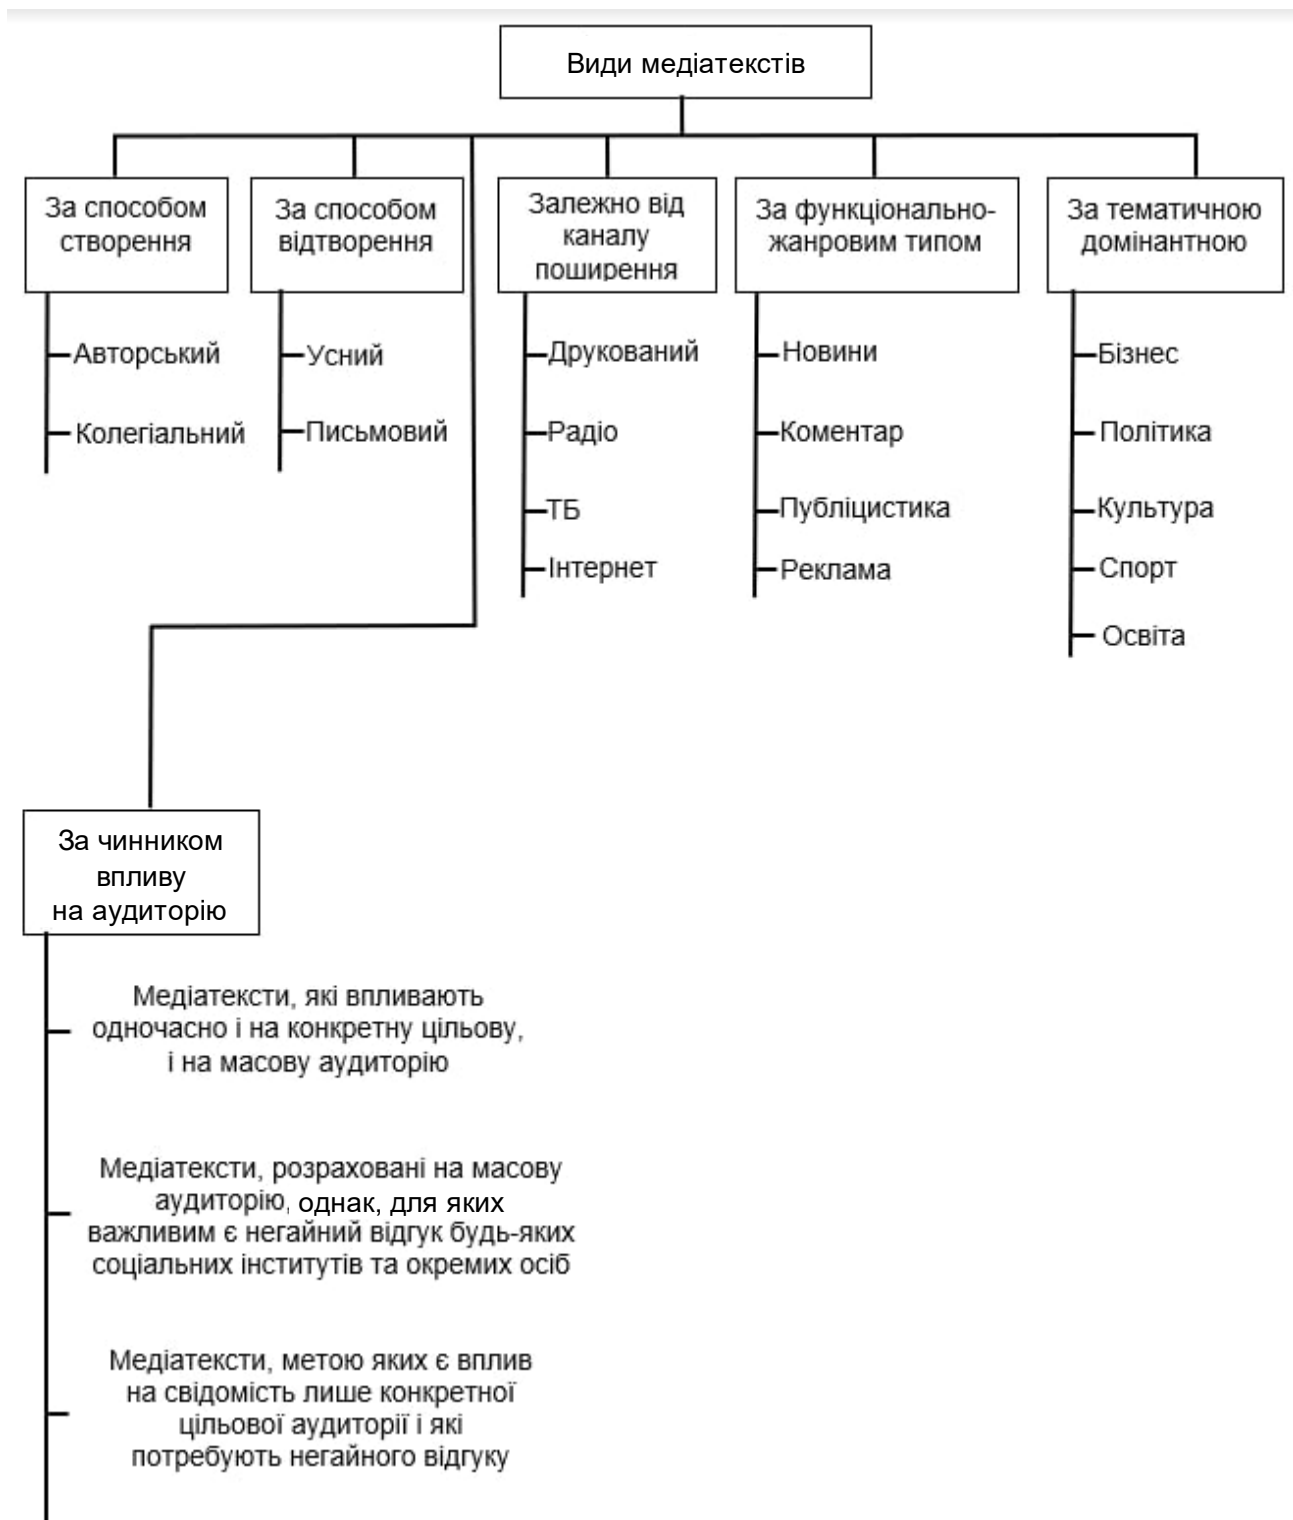 Види медіатекстів
За способом
створення
Авторський
Колегіальний
За способом
відтворення
Усний
Письмовий
Залежно від
каналу
поширення
Друкований
Радіо
ТБ
Інтернет
За функціонально-
жанровим типом
Новини
Коментар
Публіцистика
Реклама
За тематичною
домінантною
Бізнес
Політика
Культура
Спорт
Освіта
За чинником
впливу
на аудиторію
Медіатексти, які впливають
одночасно і на конкретну цільову,
і на масову аудиторію
Медіатексти, розраховані на масову
аудиторію, однак, для яких
важливим є негайний відгук будь-яких
соціальних інститутів та окремих осіб
Медіатексти, метою яких є вплив
на свідомість лише конкретної
цільової аудиторії і які
потребують негайного відгуку